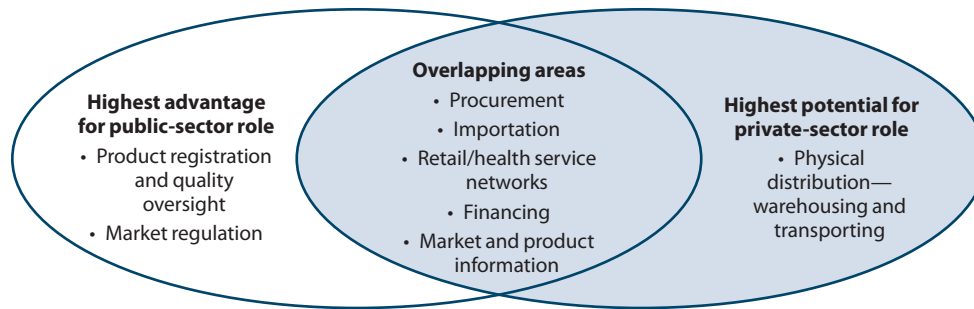 Highest advantage
for public-sector role
• Product registration
and quality
oversight
• Market regulation
Overlapping areas
• Procurement
• Importation
• Retail/health service
networks
• Financing
• Market and product
information
Highest potential for
private-sector role
• Physical
distribution—
warehousing and
transporting